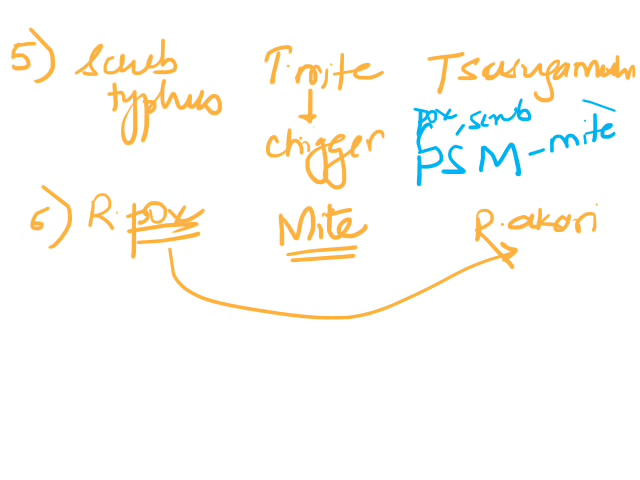 5) Scrub T. mite Tsutsugamushi
typhus pox, scrub
↓ PSM - mite
chigger
6) R. pox Mite R. akari